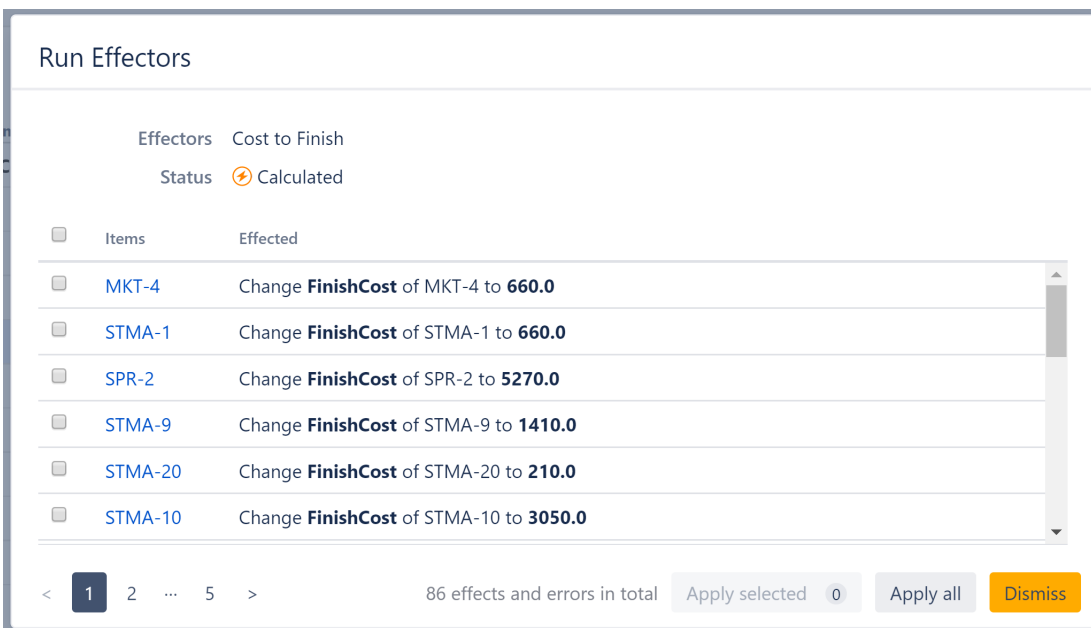 Run Effectors
Effectors Cost to Finish
Status Calculated
Items Effected
MKT-4 Change FinishCost of MKT-4 to 660.0
STMA-1 Change FinishCost of STMA-1 to 660.0
SPR-2 Change FinishCost of SPR-2 to 5270.0
STMA-9 Change FinishCost of STMA-9 to 1410.0
STMA-20 Change FinishCost of STMA-20 to 210.0
STMA-10 Change FinishCost of STMA-10 to 3050.0
< 1 2 ... 5 > 86 effects and errors in total Apply selected 0 Apply all Dismiss